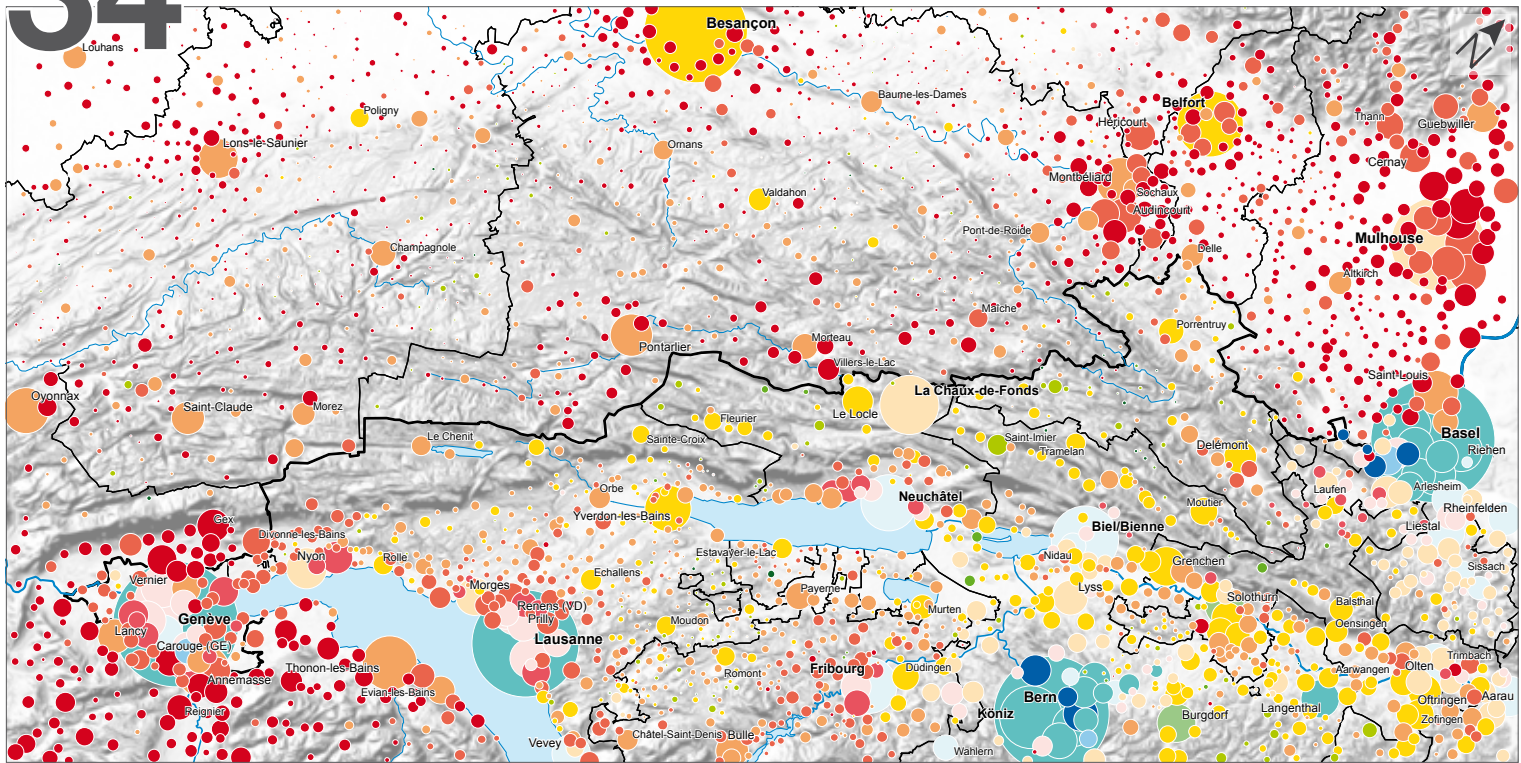 34
Besançon
Louhans
Baume-les-Dames
Belfort
Poligny
Héricourt
Thann
Guebwiller
Lons-le-Saunier
Ornans
Cernay
Montbéliard
Valdahon
Sochaux
Audincourt
Pont-de-Roide
Mulhouse
Champagnole
Delle
Altkirch
Maîche
Porrentruy
Morteau
Pontarlier
Villers-le-Lac
Saint-Louis
La Chaux-de-Fonds
Oyonnax
Saint-Claude
Morez
Le Locle
Fleurier
Basel
Le Chenit
Sainte-Croix
Saint-Imier
Tramelan
Delémont
Riehen
Orbe
Laufen
Arlesheim
Neuchâtel
Moutier
Rheinfelden
Yverdon-les-Bains
Gex
Biel/Bienne
Liestal
Divonne-les-Bains
Nyon
Rolle
Estavayer-le-Lac
Nidau
Grenchen
Sissach
Vernier
Echallens
Morges
Payerne
Lyss
Solothurn
Balsthal
Renens (VD)
Murten
Genève
Prilly
Moudon
Oensingen
Lancy
Lausanne
Carouge (GE)
Trimbach
Thonon-les-Bains
Fribourg
Düdingen
Aarwangen
Olten
Annemasse
Romont
Evian-les-Bains
Bern
Aarau
Oftringen
Reignier
Köniz
Burgdorf
Langenthal
Zofingen
Châtel-Saint-Denis
Bulle
Vevey
Wahlern